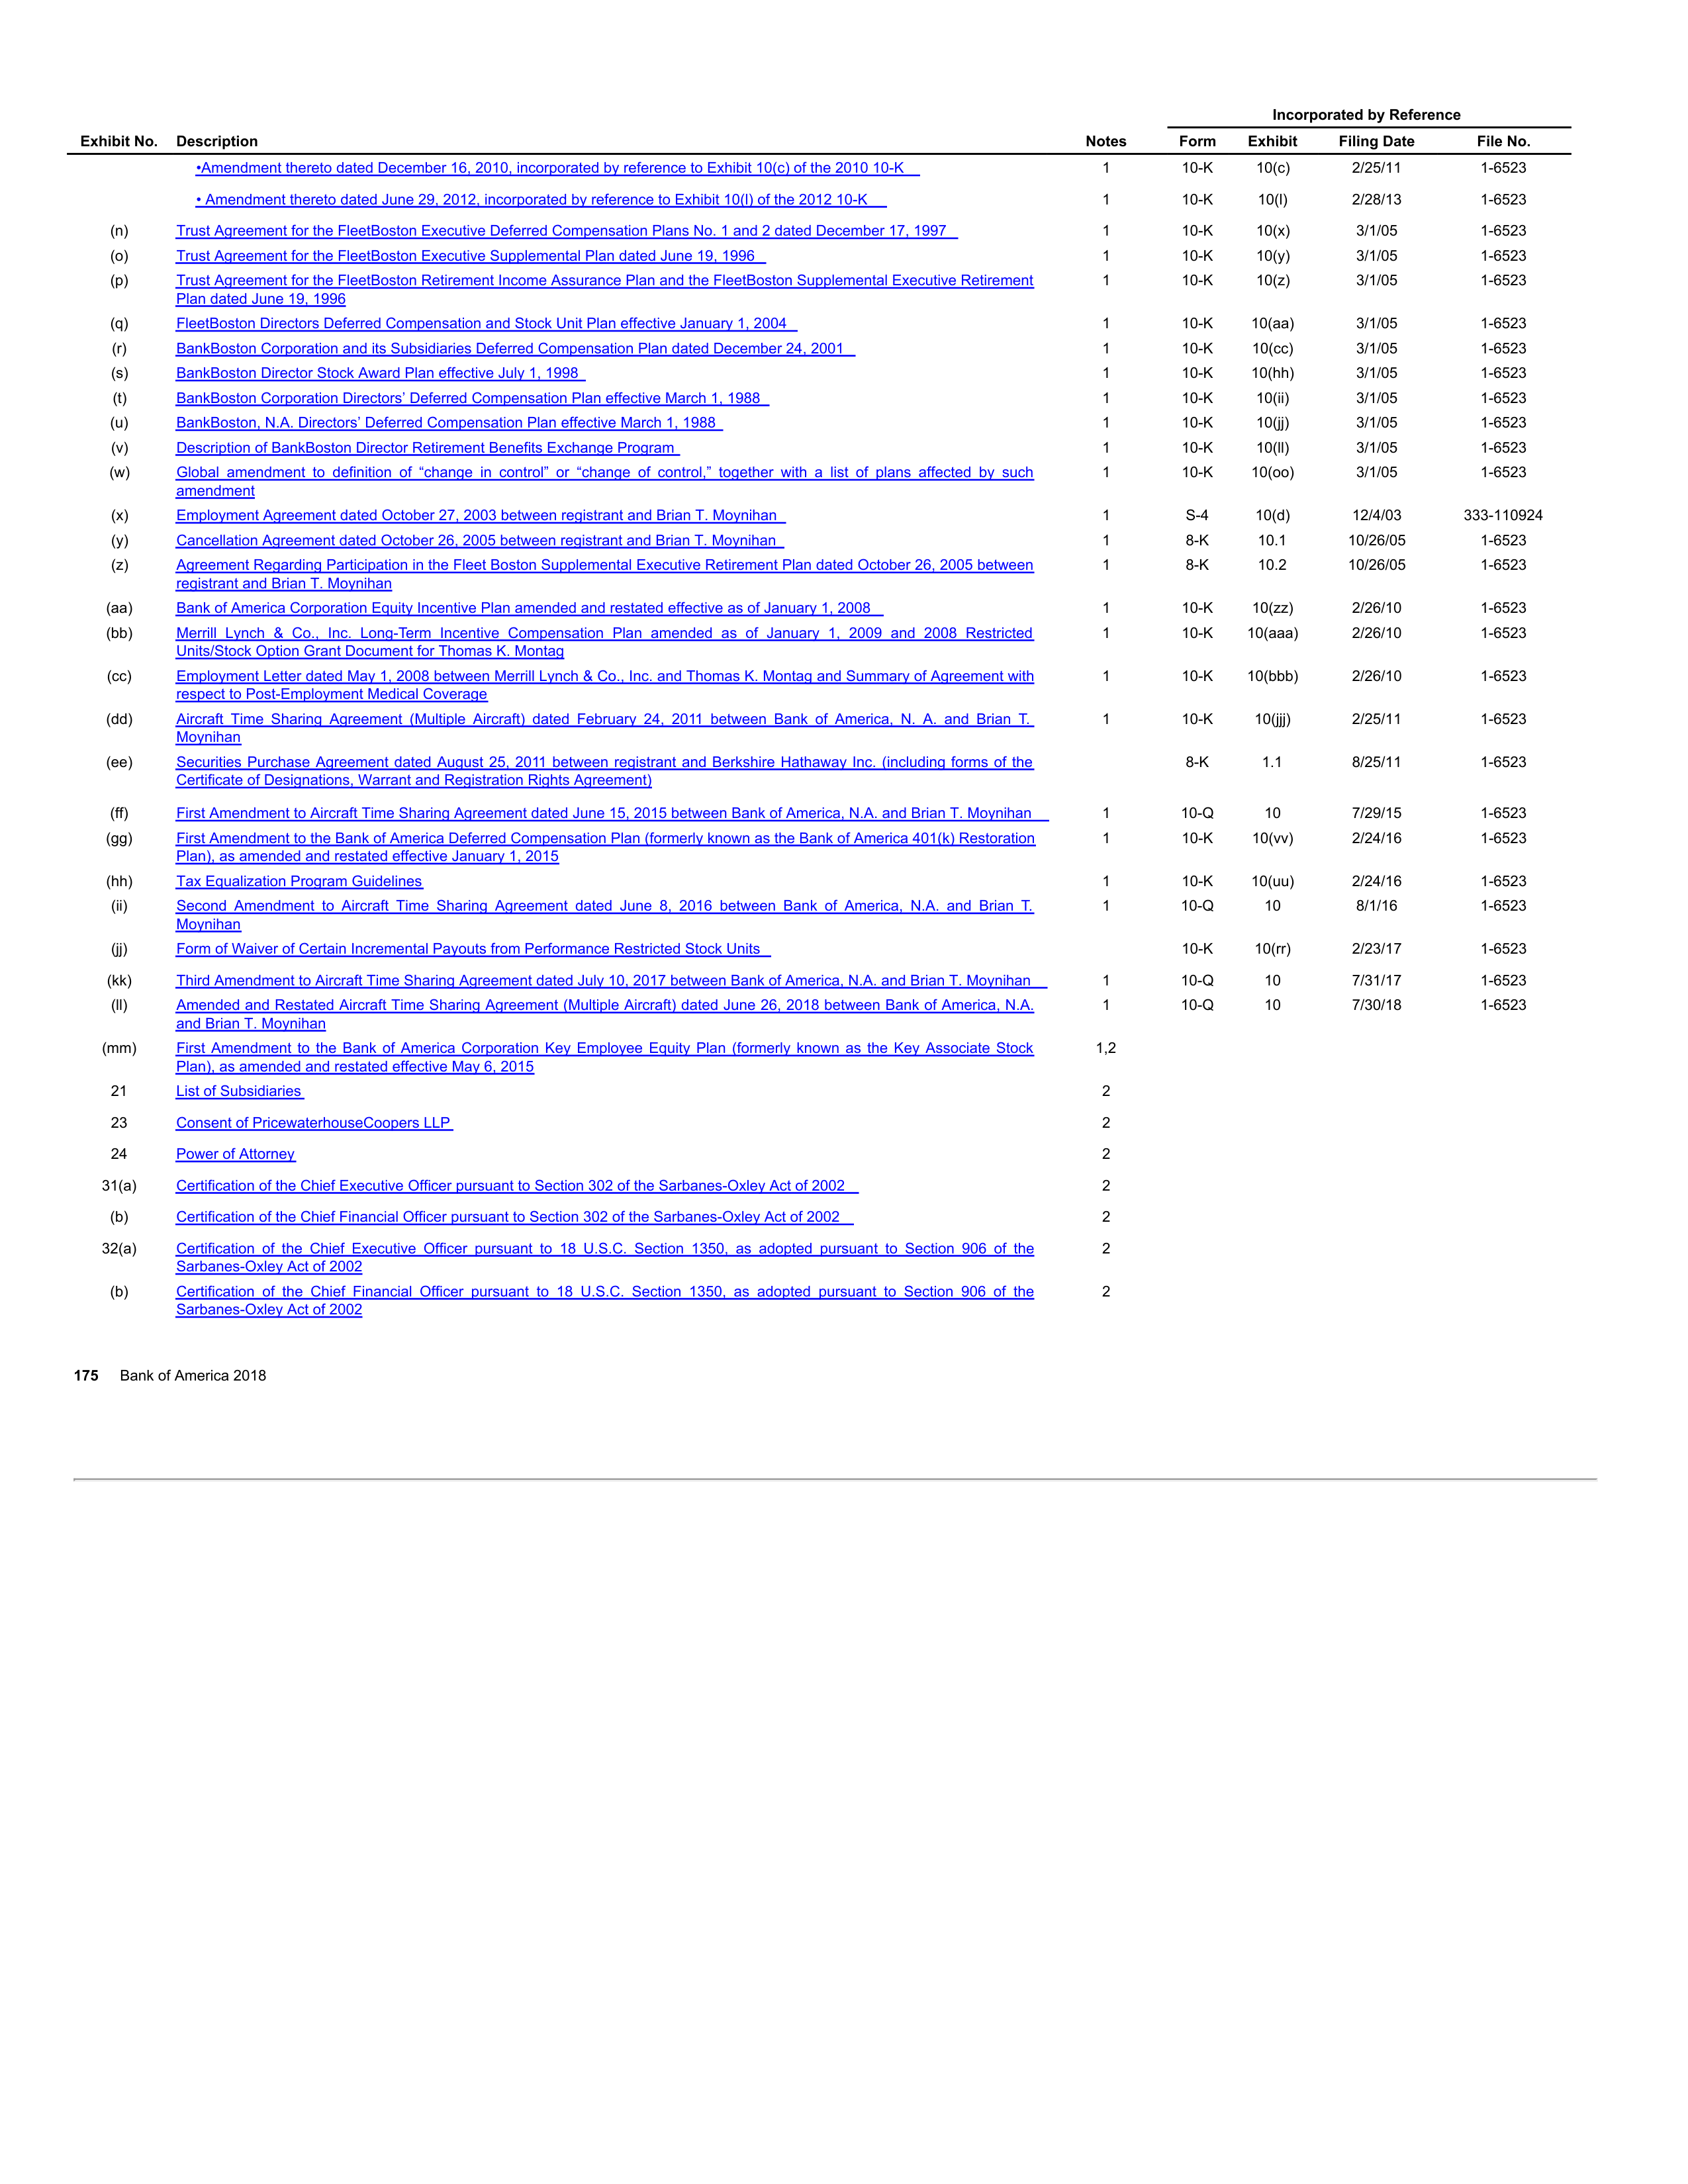 Incorporated by Reference
Exhibit No. Description Notes Form Exhibit Filing Date File No.
•Amendment thereto dated December 16, 2010, incorporated by reference to Exhibit 10(c) of the 2010 10-K 1 10-K 10(c) 2/25/11 1-6523
• Amendment thereto dated June 29, 2012, incorporated by reference to Exhibit 10(l) of the 2012 10-K 1 10-K 10(l) 2/28/13 1-6523
(n) Trust Agreement for the FleetBoston Executive Deferred Compensation Plans No. 1 and 2 dated December 17, 1997 1 10-K 10(x) 3/1/05 1-6523
(o) Trust Agreement for the FleetBoston Executive Supplemental Plan dated June 19, 1996 1 10-K 10(y) 3/1/05 1-6523
(p) Trust Agreement for the FleetBoston Retirement Income Assurance Plan and the FleetBoston Supplemental Executive Retirement 1 10-K 10(z) 3/1/05 1-6523
Plan dated June 19, 1996
(q) FleetBoston Directors Deferred Compensation and Stock Unit Plan effective January 1, 2004 1 10-K 10(aa) 3/1/05 1-6523
(r) BankBoston Corporation and its Subsidiaries Deferred Compensation Plan dated December 24, 2001 1 10-K 10(cc) 3/1/05 1-6523
(s) BankBoston Director Stock Award Plan effective July 1, 1998 1 10-K 10(hh) 3/1/05 1-6523
(t) BankBoston Corporation Directors’ Deferred Compensation Plan effective March 1, 1988 1 10-K 10(ii) 3/1/05 1-6523
(u) BankBoston, N.A. Directors’ Deferred Compensation Plan effective March 1, 1988 1 10-K 10(jj) 3/1/05 1-6523
(v) Description of BankBoston Director Retirement Benefits Exchange Program 1 10-K 10(ll) 3/1/05 1-6523
(w) Global amendment to definition of “change in control” or “change of control,” together with a list of plans affected by such 1 10-K 10(oo) 3/1/05 1-6523
amendment
(x) Employment Agreement dated October 27, 2003 between registrant and Brian T. Moynihan 1 S-4 10(d) 12/4/03 333-110924
(y) Cancellation Agreement dated October 26, 2005 between registrant and Brian T. Moynihan 1 8-K 10.1 10/26/05 1-6523
(z) Agreement Regarding Participation in the Fleet Boston Supplemental Executive Retirement Plan dated October 26, 2005 between 1 8-K 10.2 10/26/05 1-6523
registrant and Brian T. Moynihan
(aa) Bank of America Corporation Equity Incentive Plan amended and restated effective as of January 1, 2008 1 10-K 10(zz) 2/26/10 1-6523
(bb) Merrill Lynch & Co., Inc. Long-Term Incentive Compensation Plan amended as of January 1, 2009 and 2008 Restricted 1 10-K 10(aaa) 2/26/10 1-6523
Units/Stock Option Grant Document for Thomas K. Montag
(cc) Employment Letter dated May 1, 2008 between Merrill Lynch & Co., Inc. and Thomas K. Montag and Summary of Agreement with 1 10-K 10(bbb) 2/26/10 1-6523
respect to Post-Employment Medical Coverage
(dd) Aircraft Time Sharing Agreement (Multiple Aircraft) dated February 24, 2011 between Bank of America, N. A. and Brian T. 1 10-K 10(jjj) 2/25/11 1-6523
Moynihan
(ee) Securities Purchase Agreement dated August 25, 2011 between registrant and Berkshire Hathaway Inc. (including forms of the 8-K 1.1 8/25/11 1-6523
Certificate of Designations, Warrant and Registration Rights Agreement)
(ff) First Amendment to Aircraft Time Sharing Agreement dated June 15, 2015 between Bank of America, N.A. and Brian T. Moynihan 1 10-Q 10 7/29/15 1-6523
(gg) First Amendment to the Bank of America Deferred Compensation Plan (formerly known as the Bank of America 401(k) Restoration 1 10-K 10(vv) 2/24/16 1-6523
Plan), as amended and restated effective January 1, 2015
(hh) Tax Equalization Program Guidelines 1 10-K 10(uu) 2/24/16 1-6523
(ii) Second Amendment to Aircraft Time Sharing Agreement dated June 8, 2016 between Bank of America, N.A. and Brian T. 1 10-Q 10 8/1/16 1-6523
Moynihan
(jj) Form of Waiver of Certain Incremental Payouts from Performance Restricted Stock Units 10-K 10(rr) 2/23/17 1-6523
(kk) Third Amendment to Aircraft Time Sharing Agreement dated July 10, 2017 between Bank of America, N.A. and Brian T. Moynihan 1 10-Q 10 7/31/17 1-6523
(ll) Amended and Restated Aircraft Time Sharing Agreement (Multiple Aircraft) dated June 26, 2018 between Bank of America, N.A. 1 10-Q 10 7/30/18 1-6523
and Brian T. Moynihan
(mm) First Amendment to the Bank of America Corporation Key Employee Equity Plan (formerly known as the Key Associate Stock 1,2
Plan), as amended and restated effective May 6, 2015
21 List of Subsidiaries 2
23 Consent of PricewaterhouseCoopers LLP 2
24 Power of Attorney 2
31(a) Certification of the Chief Executive Officer pursuant to Section 302 of the Sarbanes-Oxley Act of 2002 2
(b) Certification of the Chief Financial Officer pursuant to Section 302 of the Sarbanes-Oxley Act of 2002 2
32(a) Certification of the Chief Executive Officer pursuant to 18 U.S.C. Section 1350, as adopted pursuant to Section 906 of the 2
Sarbanes-Oxley Act of 2002
(b) Certification of the Chief Financial Officer pursuant to 18 U.S.C. Section 1350, as adopted pursuant to Section 906 of the 2
Sarbanes-Oxley Act of 2002
175 Bank of America 2018